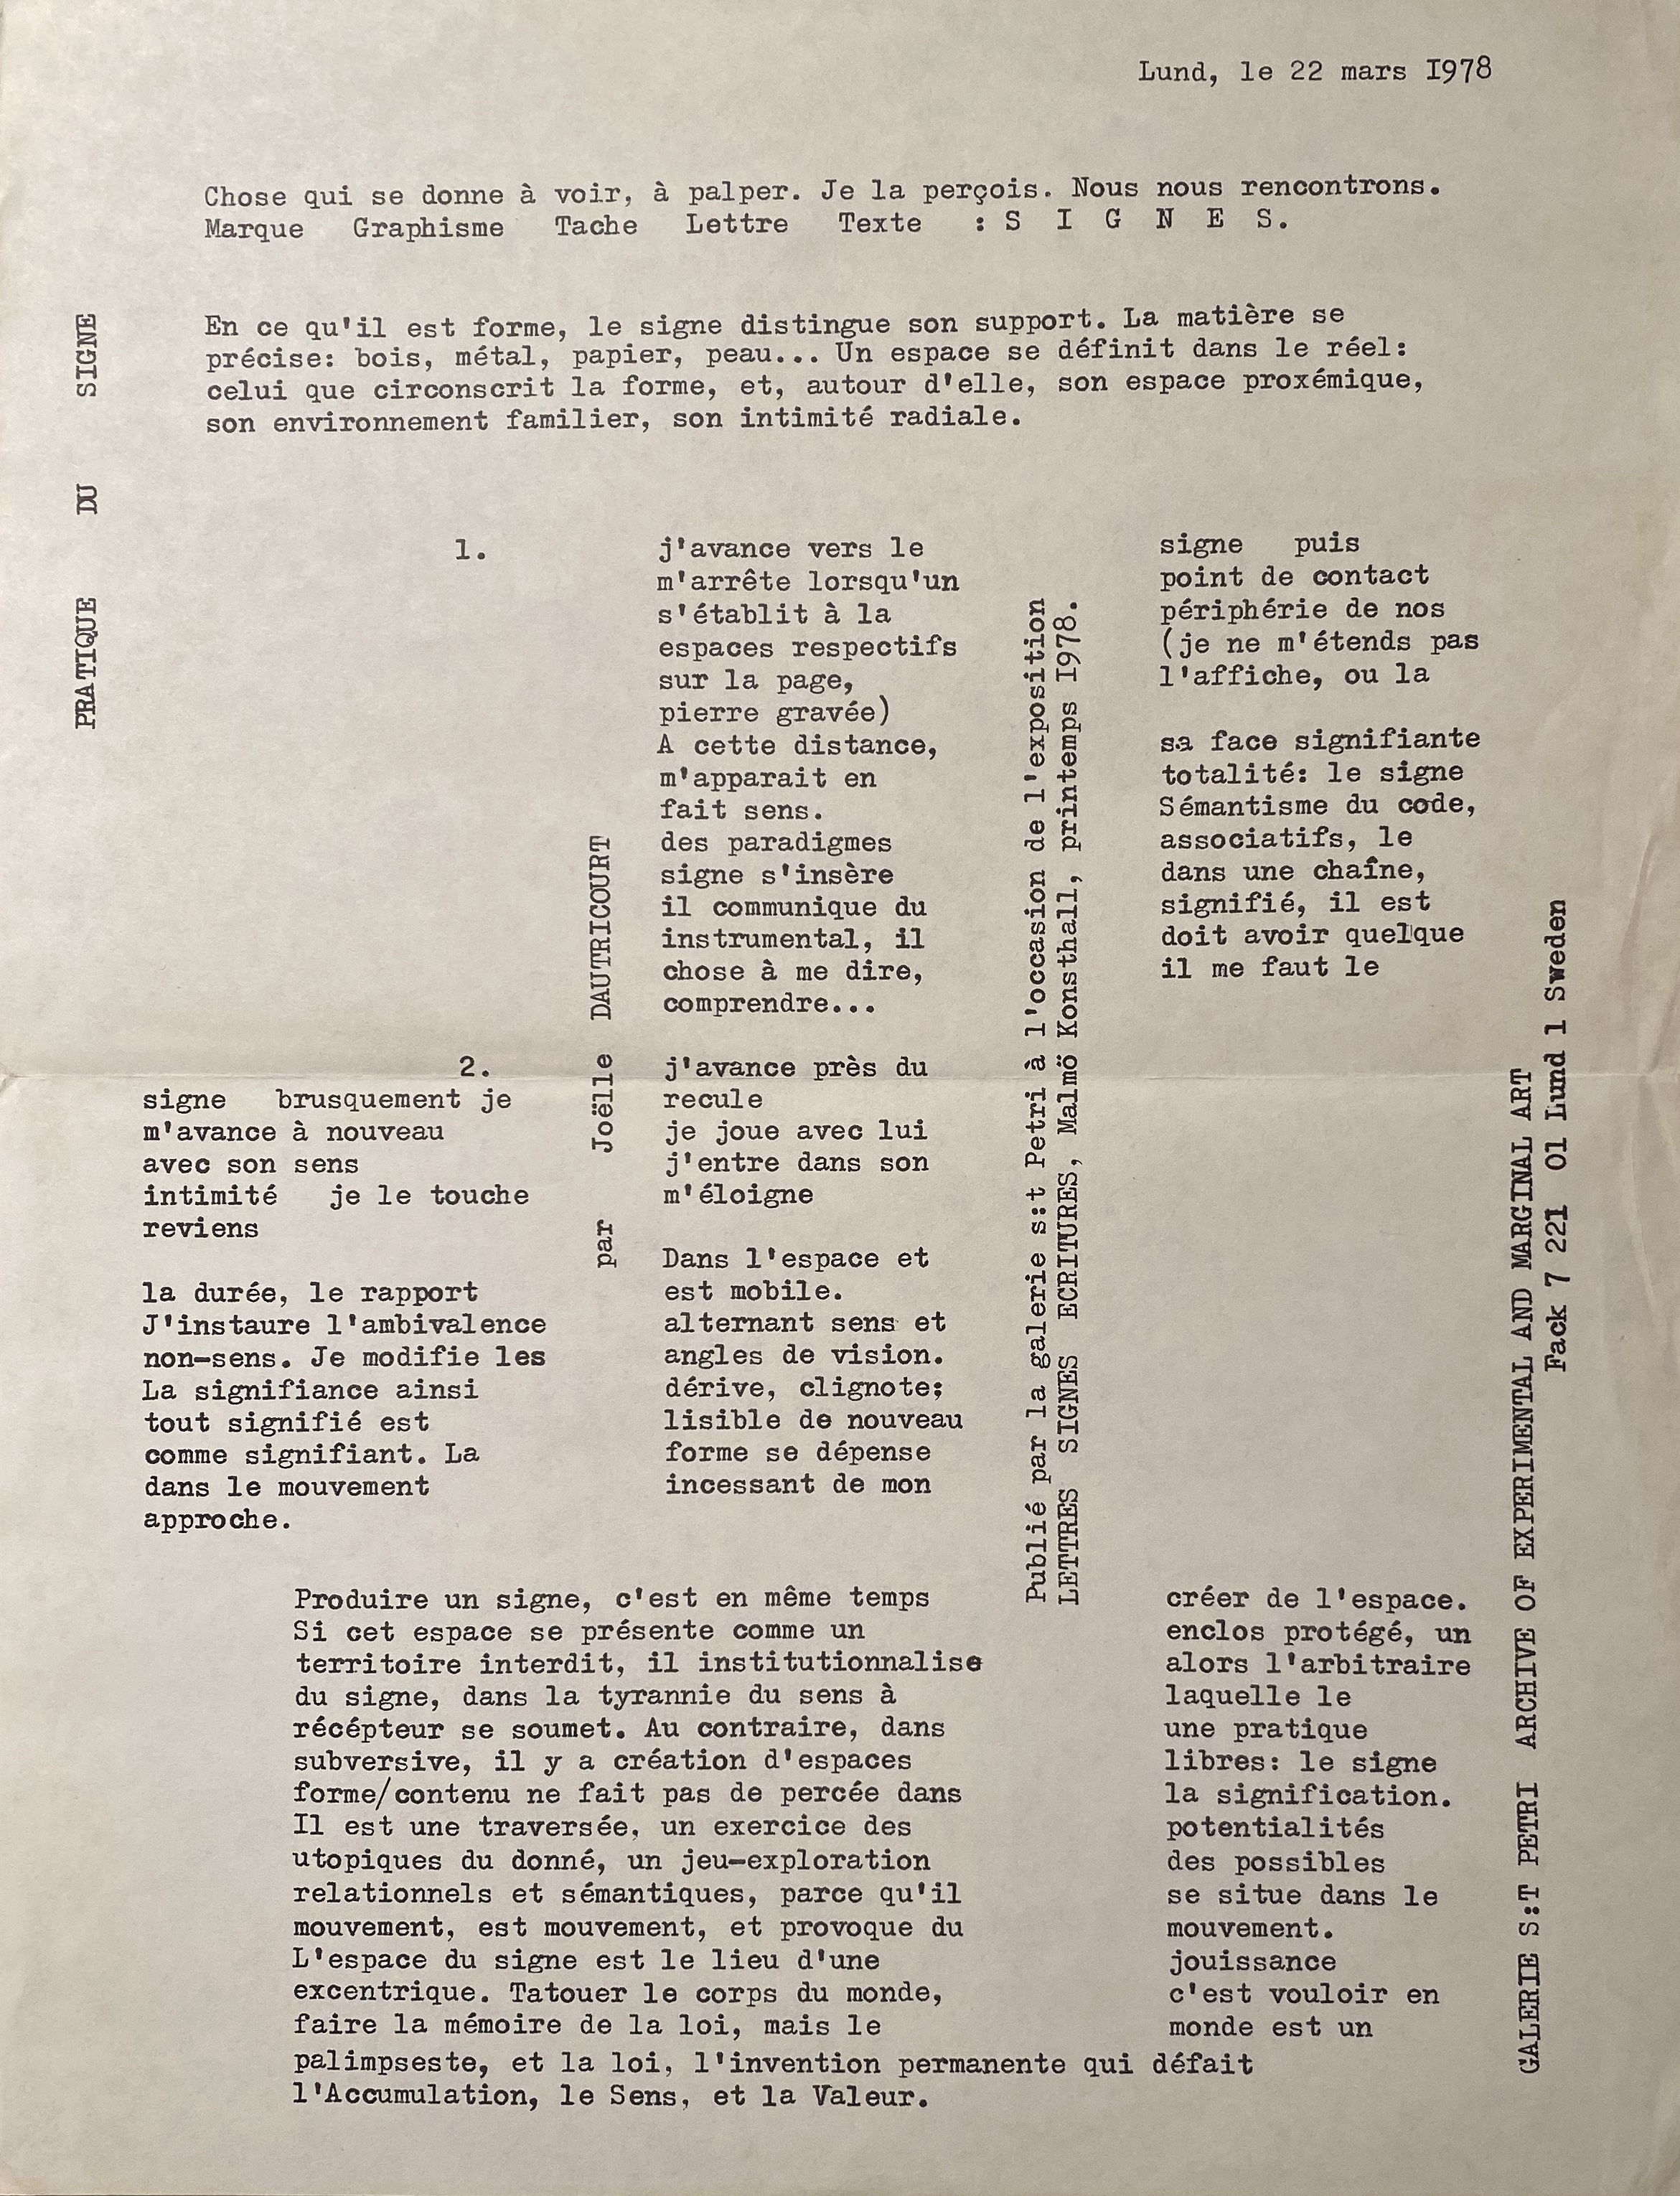 Lund, le 22 mars I978
Chose qui se donne à voir, à palper. Je la perçois. Nous nous rencontrons.
Marque Graphisme Tache Lettre Texte : S I G N E S.
PRATIQUE DU SIGNE
En ce qu'il est forme, le signe distingue son support. La matière se
précise: bois, métal, papier, peau... Un espace se définit dans le réel:
celui que circonscrit la forme, et, autour d'elle, son espace proxémique,
son environnement familier, son intimité radiale.
1. j'avance vers le signe puis
m'arrête lorsqu'un point de contact
s'établit à la périphérie de nos
espaces respectifs (je ne m'étends pas
sur la page, l'affiche, ou la
pierre gravée)
A cette distance, sa face signifiante
m'apparait en totalité: le signe
fait sens. Sémantisme du code,
des paradigmes associatifs, le
signe s'insère dans une chaîne,
il communique du signifié, il est
instrumental, il doit avoir quelque
chose à me dire, il me faut le
comprendre...
par Joëlle DAUTRICOURT
2. j'avance près du
signe brusquement je recule
m'avance à nouveau je joue avec lui
avec son sens j'entre dans son
intimité je le touche m'éloigne
reviens
Dans l'espace et
la durée, le rapport est mobile.
J'instaure l'ambivalence alternant sens et
non-sens. Je modifie les angles de vision.
La signifiance ainsi dérive, clignote;
tout signifié est lisible de nouveau
comme signifiant. La forme se dépense
dans le mouvement incessant de mon
approche.
Publié par la galerie s:t Petri à l'occasion de l'exposition
LETTRES SIGNES ECRITURES, Malmö Konsthall, printemps I978.
Produire un signe, c'est en même temps créer de l'espace.
Si cet espace se présente comme un enclos protégé, un
territoire interdit, il institutionnalise alors l'arbitraire
du signe, dans la tyrannie du sens à laquelle le
récépteur se soumet. Au contraire, dans une pratique
subversive, il y a création d'espaces libres: le signe
forme/contenu ne fait pas de percée dans la signification.
Il est une traversée, un exercice des potentialités
utopiques du donné, un jeu-exploration des possibles
relationnels et sémantiques, parce qu'il se situe dans le
mouvement, est mouvement, et provoque du mouvement.
L'espace du signe est le lieu d'une jouissance
excentrique. Tatouer le corps du monde, c'est vouloir en
faire la mémoire de la loi, mais le monde est un
palimpseste, et la loi, l'invention permanente qui défait
l'Accumulation, le Sens, et la Valeur.
GALERIE S:T PETRI ARCHIVE OF EXPERIMENTAL AND MARGINAL ART
Fack 7 221 01 Lund 1 Sweden